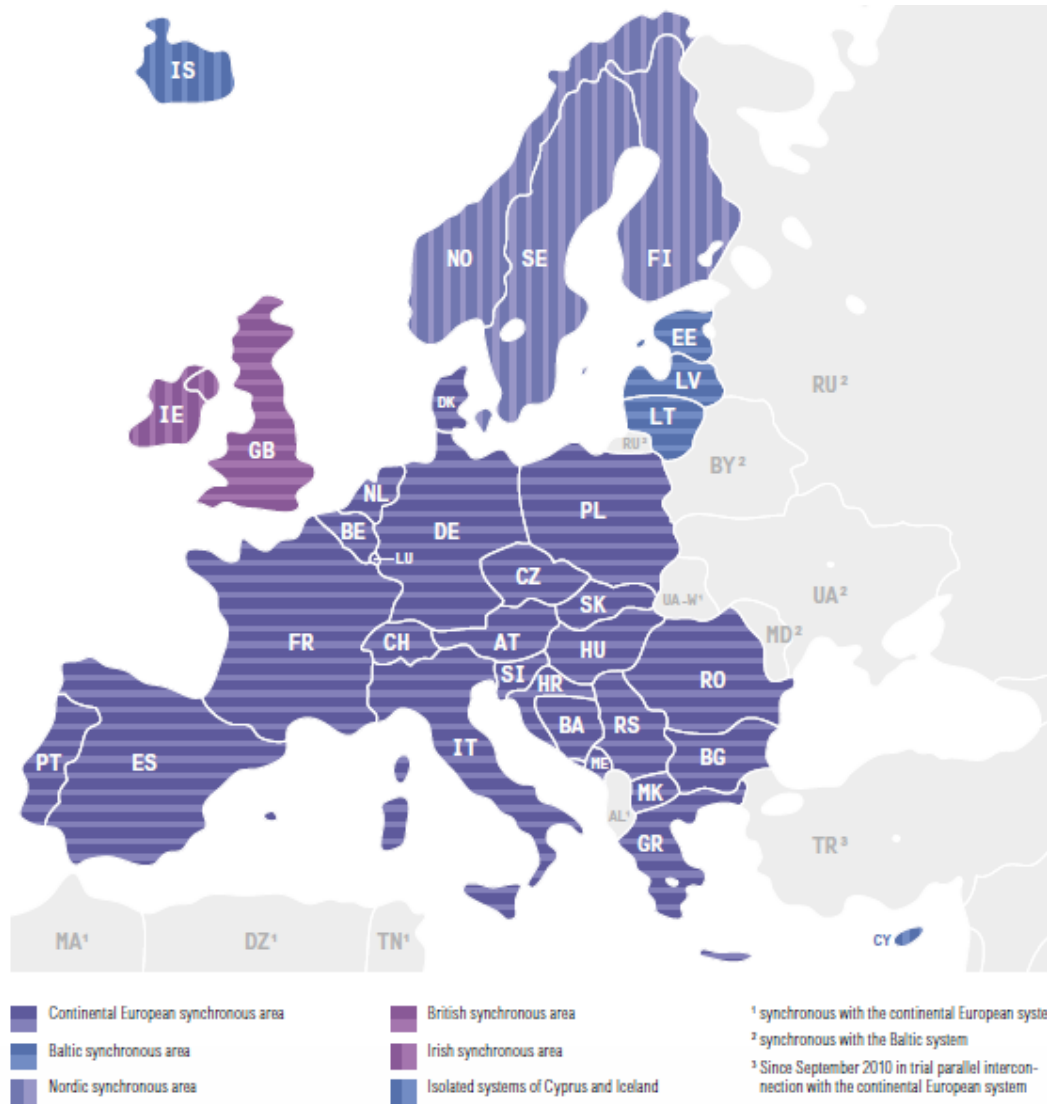 IS
NO
SE
FI
EE
LV
LT
RU²
RU²
BY²
DK
IE
GB
NL
BE
LU
DE
PL
CZ
SK
UA-W¹
UA²
MD²
FR
CH
AT
HU
SI
HR
RO
BA
RS
PT
ES
IT
ME
BG
MK
AL¹
GR
TR³
MA¹
DZ¹
TN¹
CY
Continental European synchronous area
Baltic synchronous area
Nordic synchronous area
British synchronous area
Irish synchronous area
Isolated systems of Cyprus and Iceland
¹ synchronous with the continental European syste
² synchronous with the Baltic system
³ Since September 2010 in trial parallel intercon-
nection with the continental European system